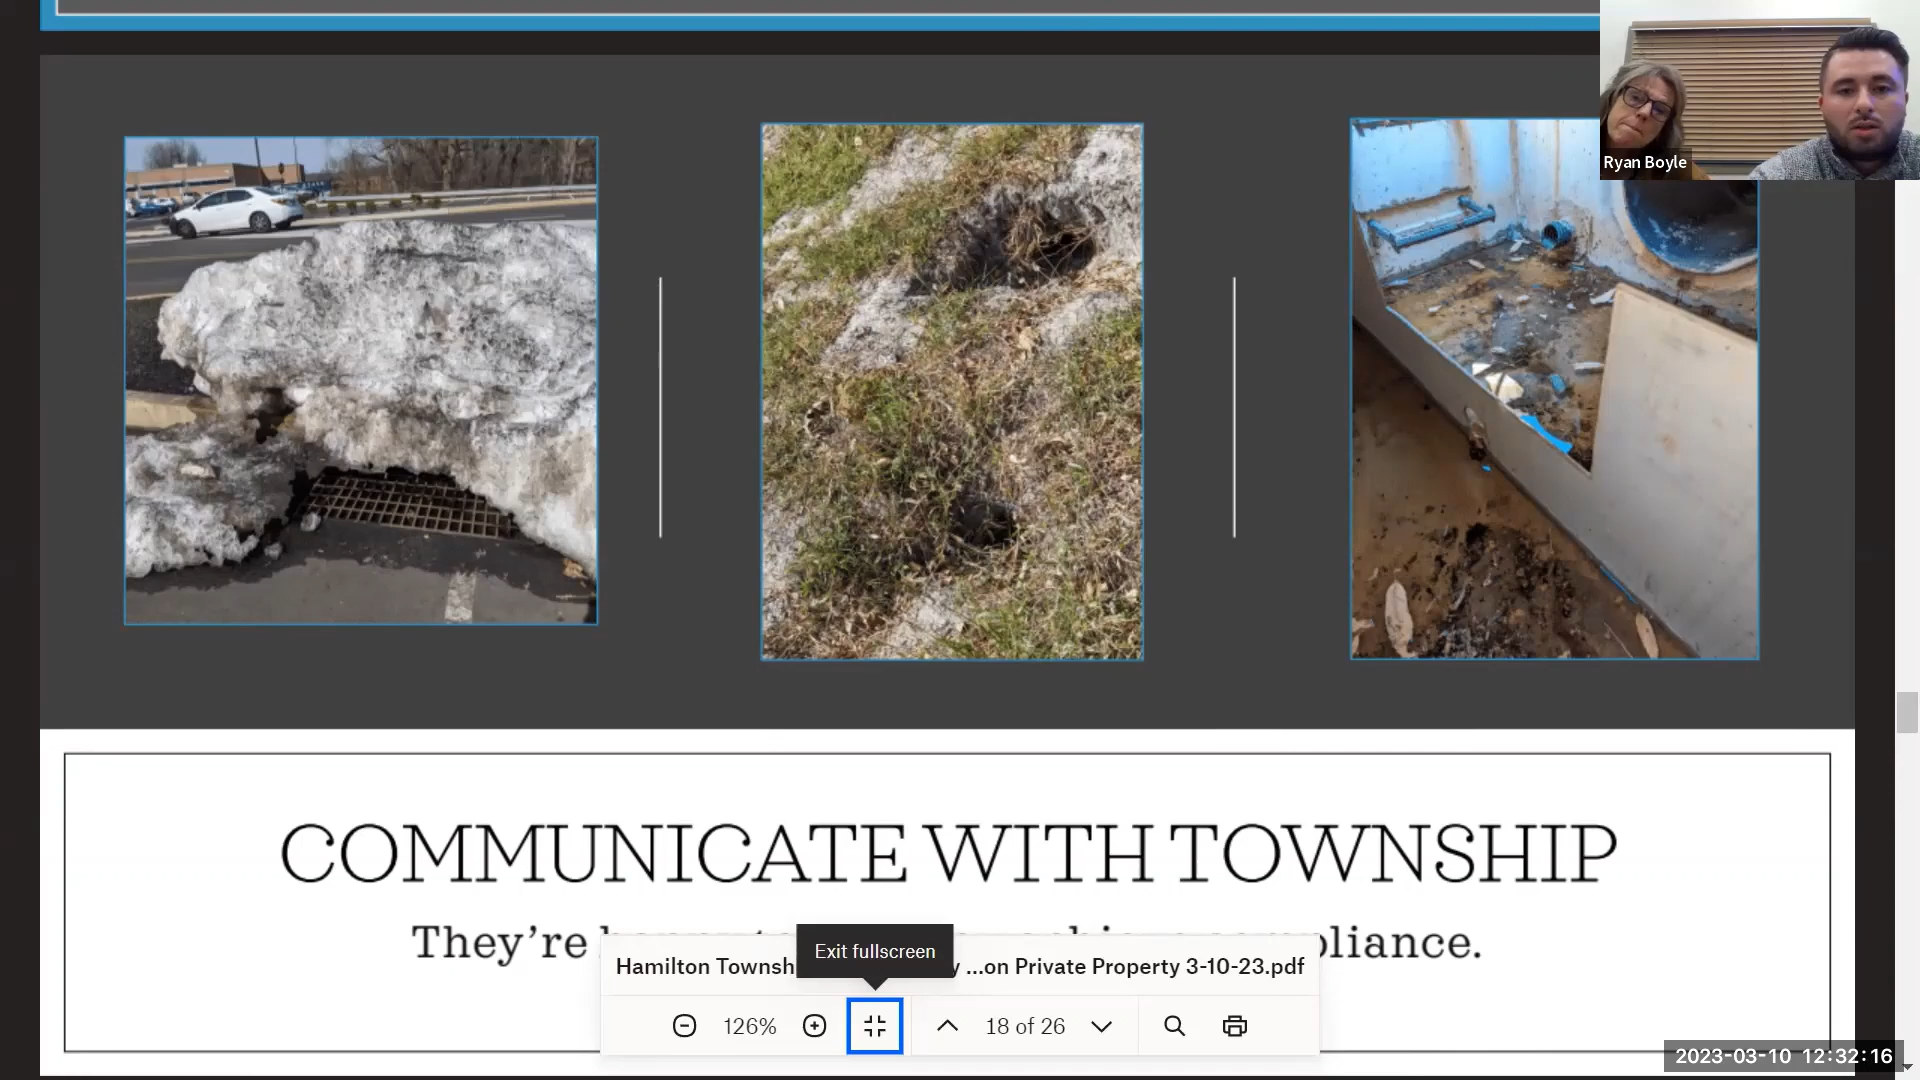 Ryan Boyle
COMMUNICATE WITH TOWNSHIP
They're compliance.
Exit fullscreen
Hamilton Townsh y ...on Private Property 3-10-23.pdf
126%
18 of 26
2023-03-10 12:32:16